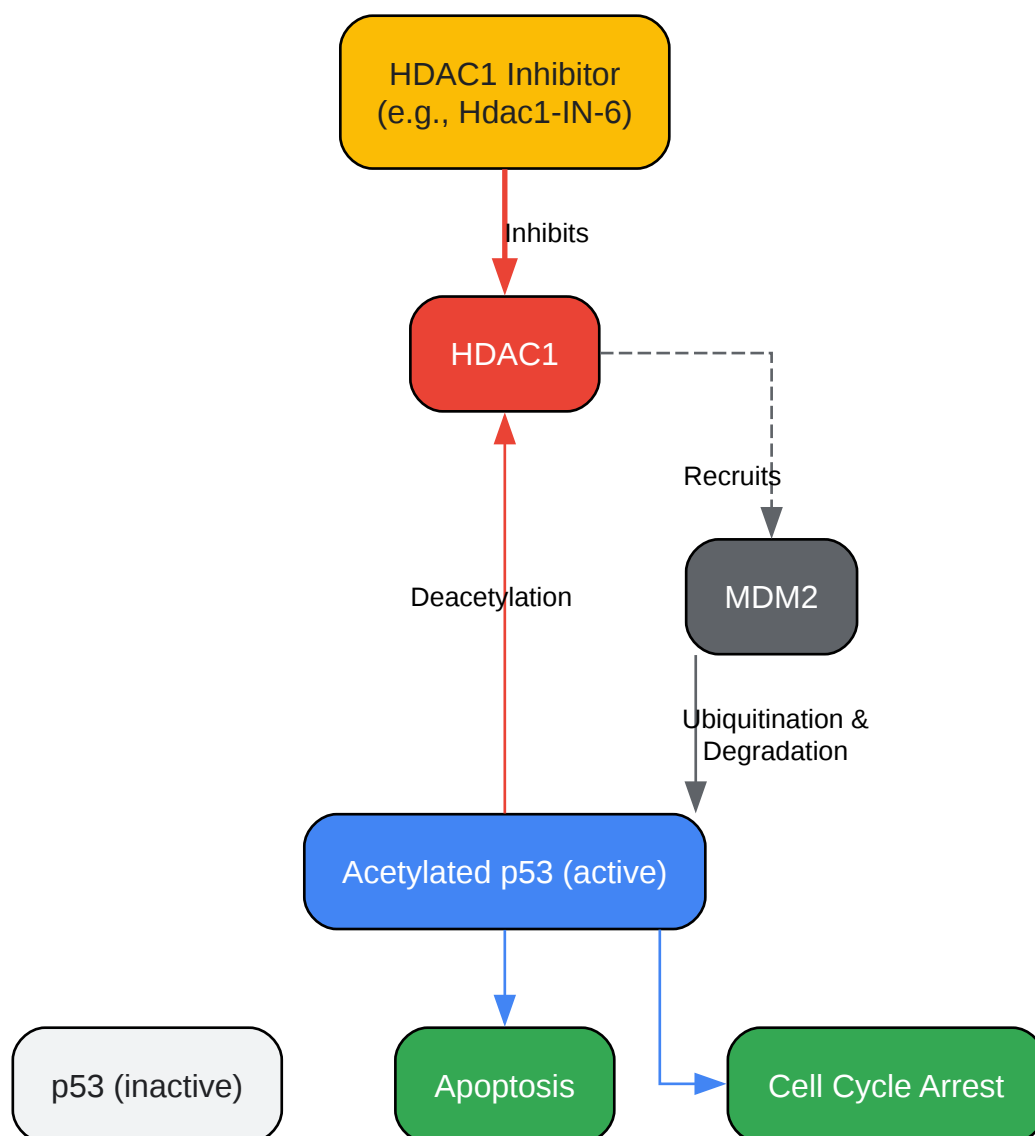 HDAC1 Inhibitor
(e.g., Hdac1-IN-6)
Inhibits
HDAC1
Recruits
MDM2
Deacetylation
Ubiquitination &
Degradation
Acetylated p53 (active)
p53 (inactive)
Apoptosis
Cell Cycle Arrest